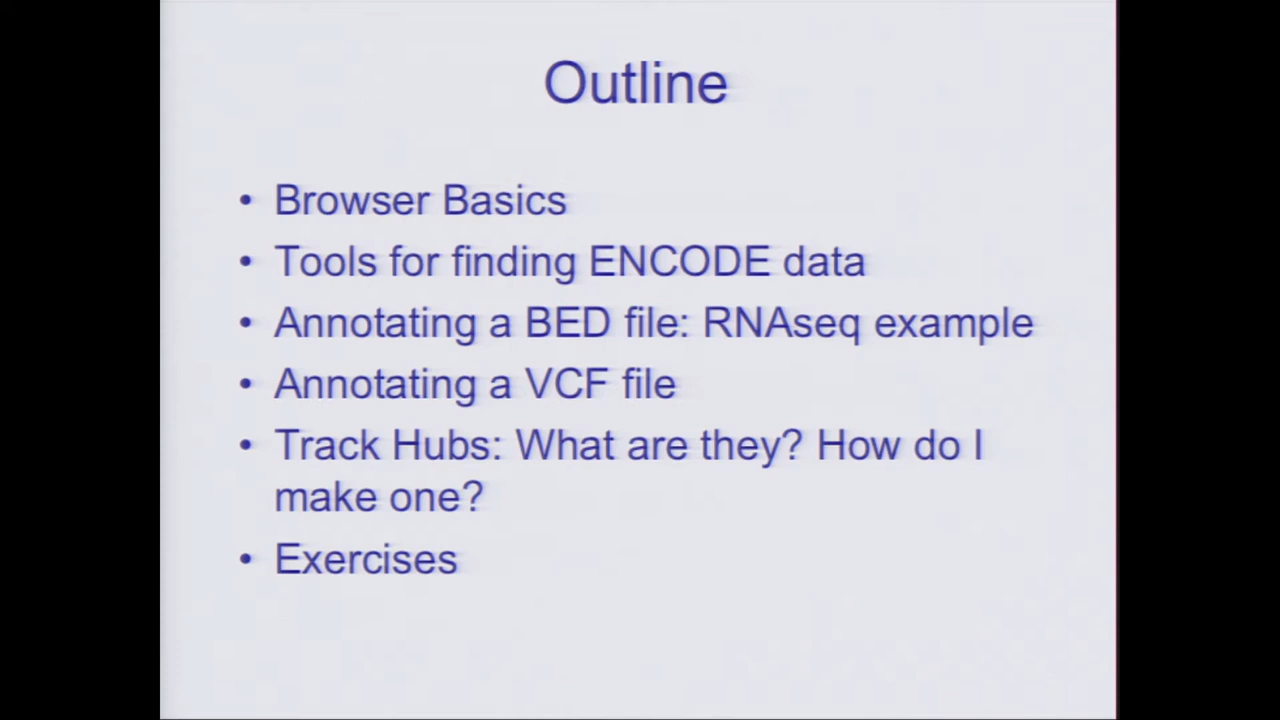 Outline
• Browser Basics
• Tools for finding ENCODE data
• Annotating a BED file: RNAseq example
• Annotating a VCF file
• Track Hubs: What are they? How do I
make one?
• Exercises